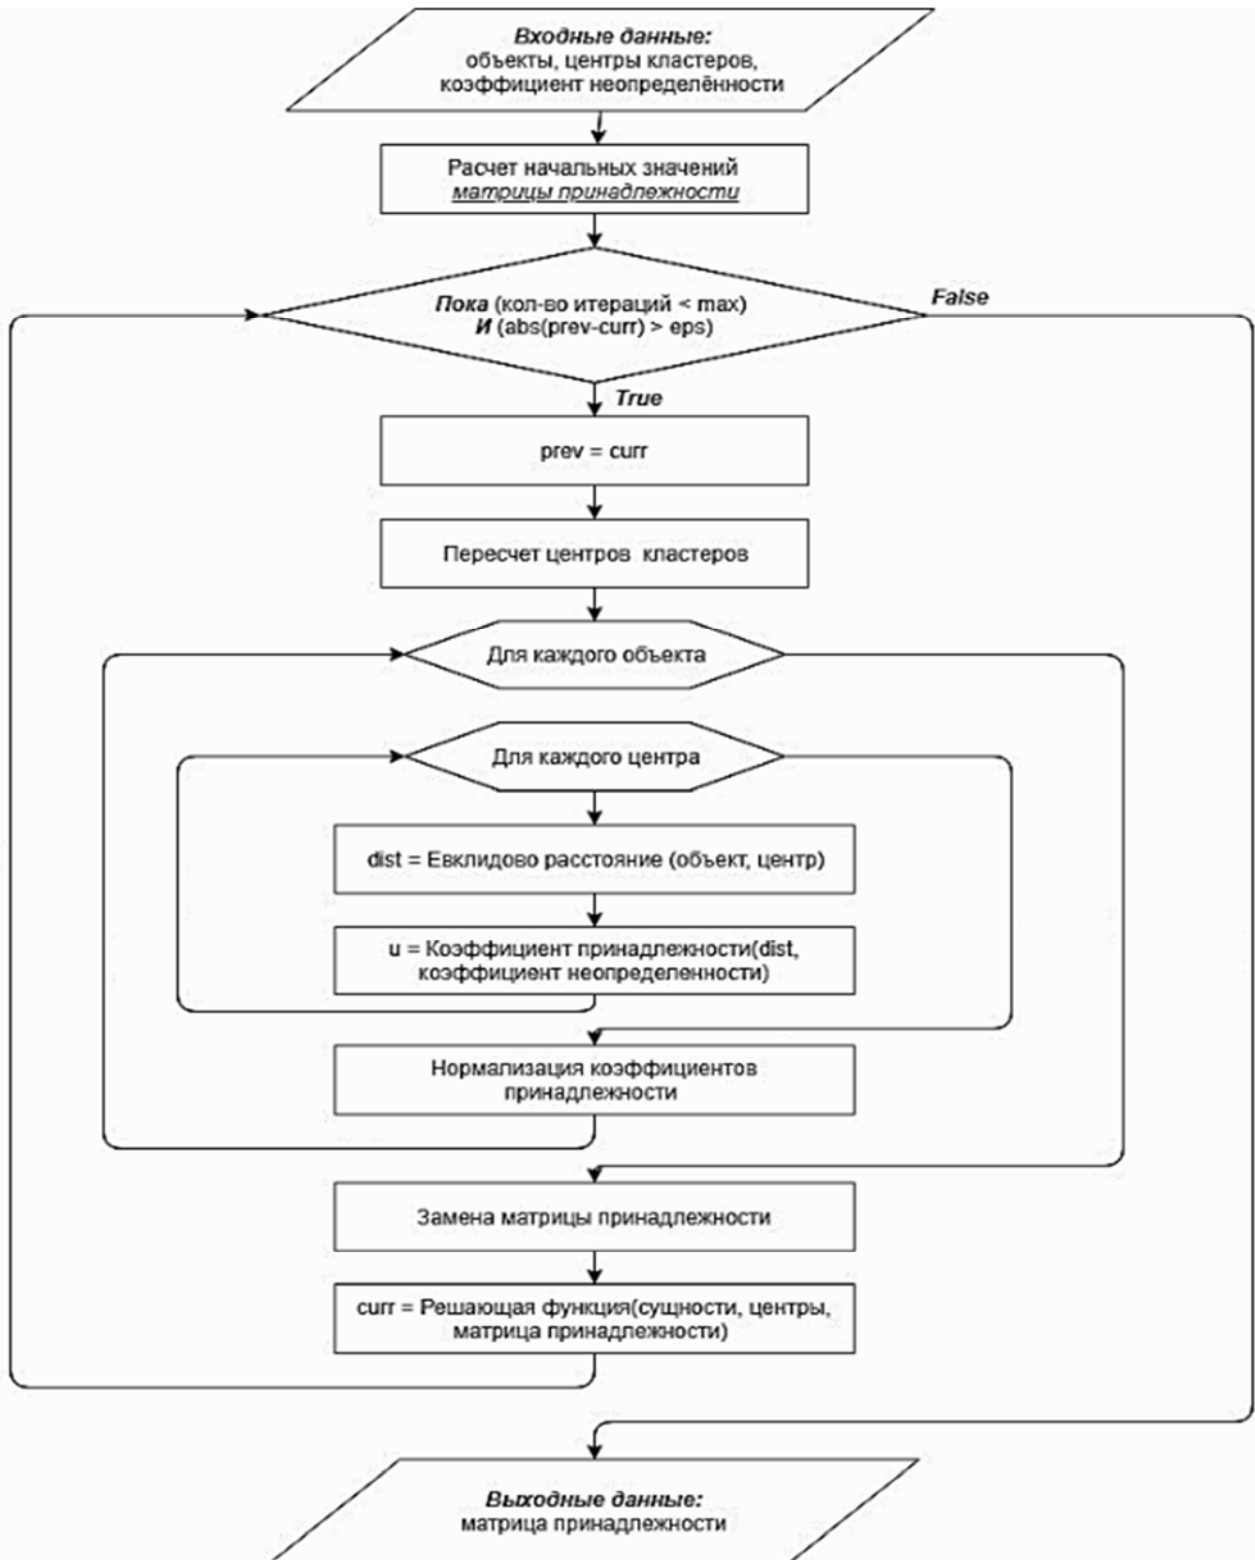 Входные данные:
объекты, центры кластеров,
коэффициент неопределённости
Расчет начальных значений
матрицы принадлежности
Пока (кол-во итераций < max)
И (abs(prev-curr) > eps)
False
True
prev = curr
Пересчет центров кластеров
Для каждого объекта
Для каждого центра
dist = Евклидово расстояние (объект, центр)
u = Коэффициент принадлежности(dist,
коэффициент неопределенности)
Нормализация коэффициентов
принадлежности
Замена матрицы принадлежности
curr = Решающая функция(сущности, центры,
матрица принадлежности)
Выходные данные:
матрица принадлежности